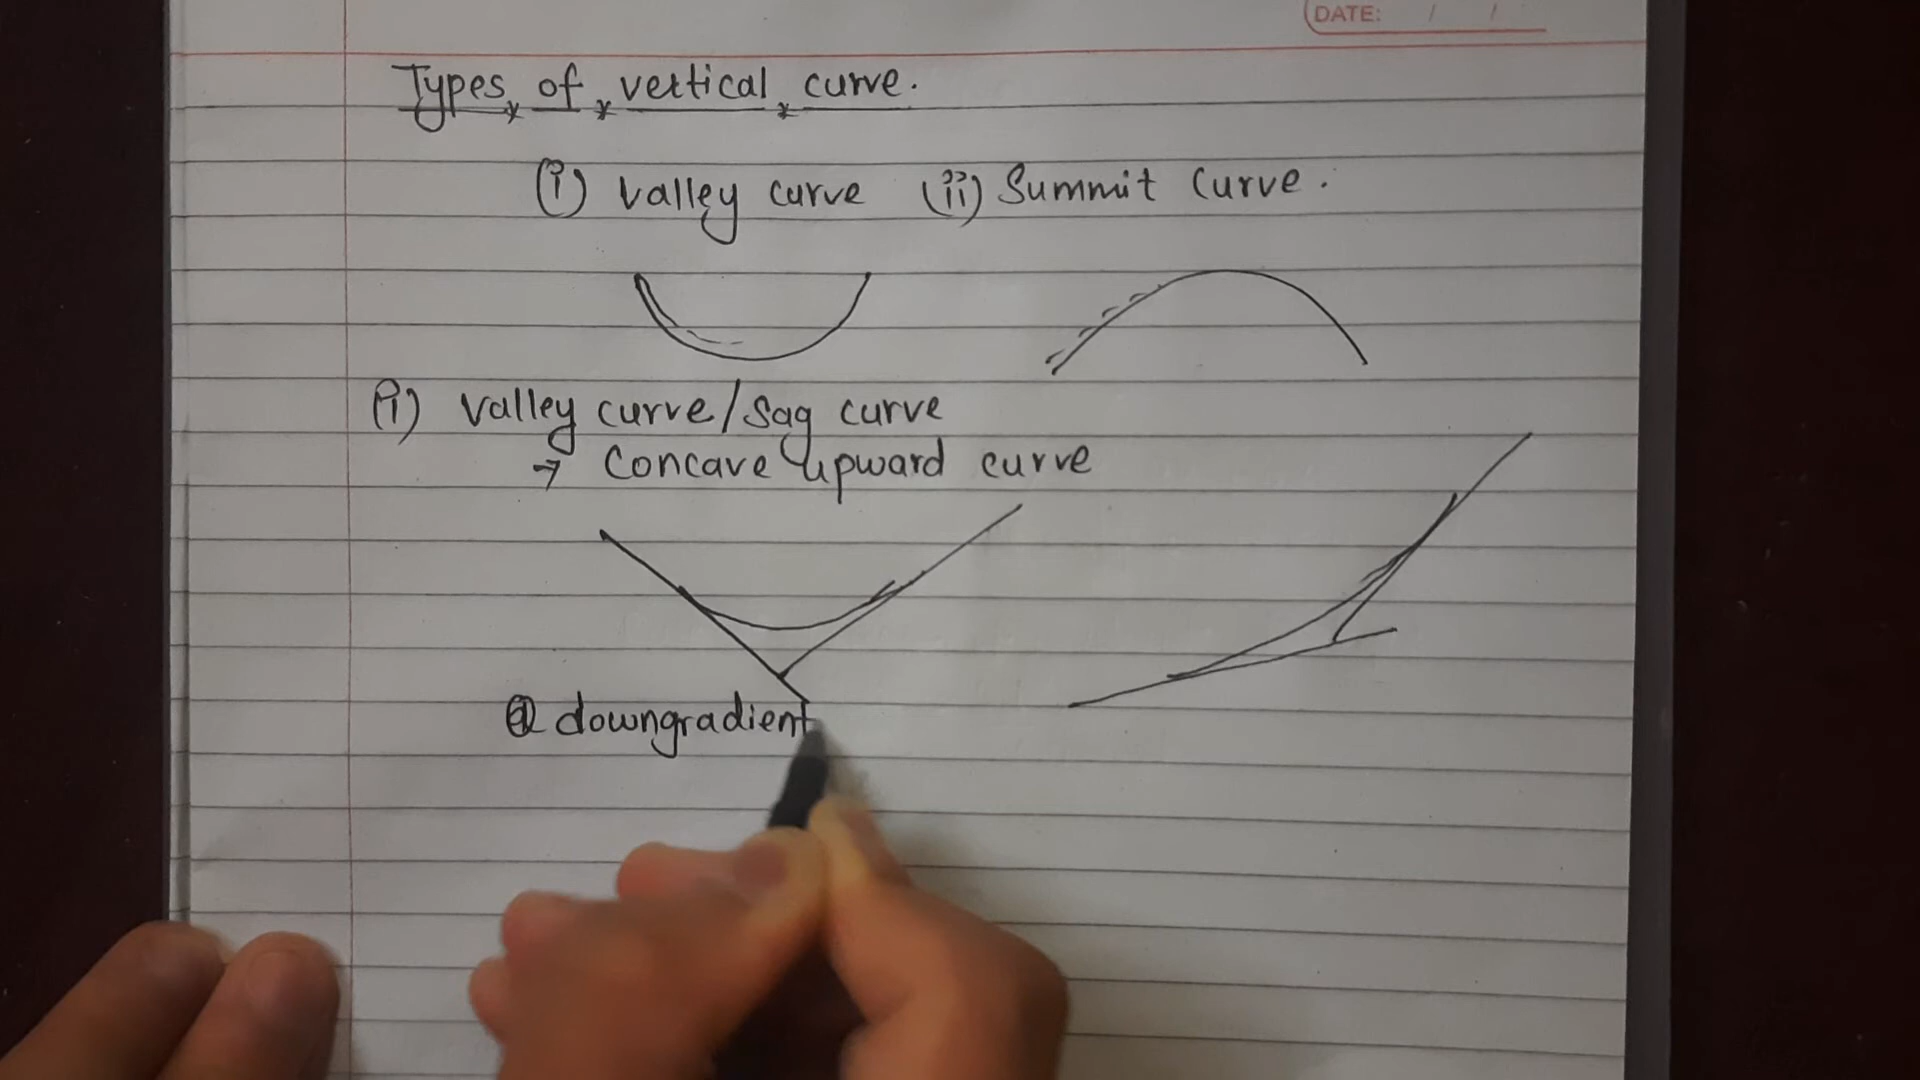 DATE: / /
Types of vertical curve.
(i) valley curve (ii) Summit curve.
(i) valley curve/sag curve
→ Concave upward curve
@ downgradient